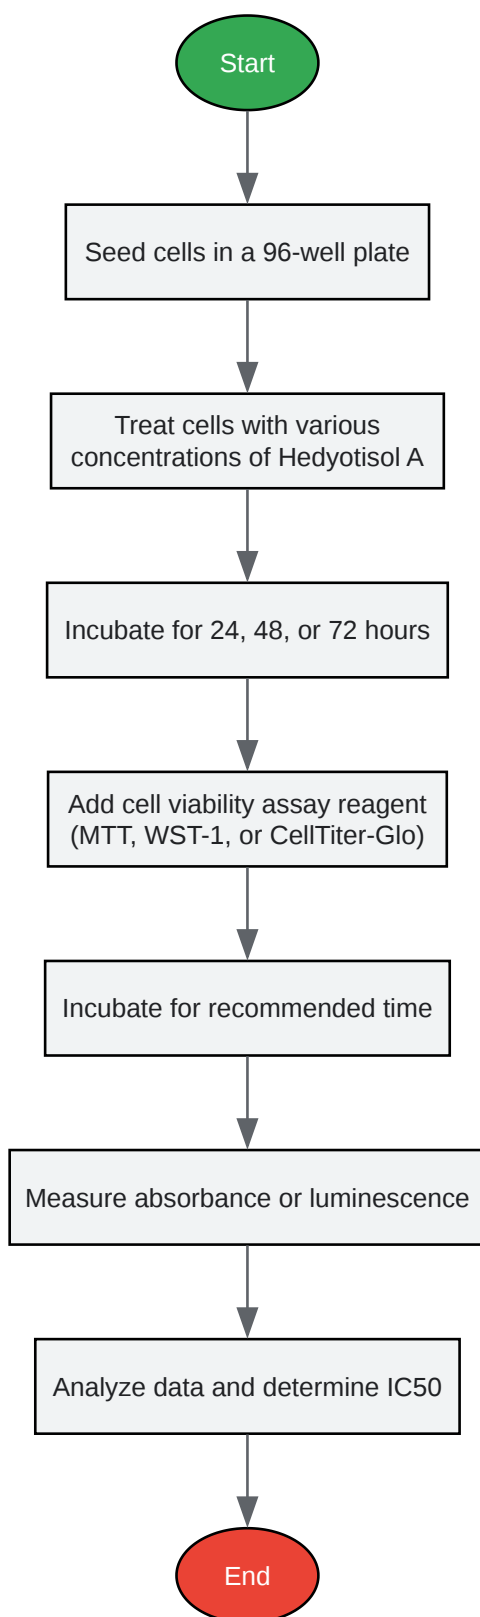 Start
Seed cells in a 96-well plate
Treat cells with various
concentrations of Hedyotisol A
Incubate for 24, 48, or 72 hours
Add cell viability assay reagent
(MTT, WST-1, or CellTiter-Glo)
Incubate for recommended time
Measure absorbance or luminescence
Analyze data and determine IC50
End